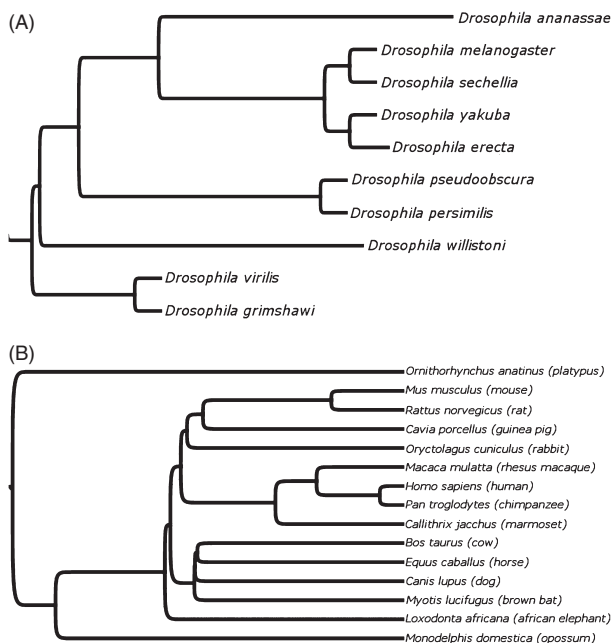 (A)
Drosophila ananassae
Drosophila melanogaster
Drosophila sechellia
Drosophila yakuba
Drosophila erecta
Drosophila pseudoobscura
Drosophila persimilis
Drosophila willistoni
Drosophila virilis
Drosophila grimshawi
(B)
Ornithorhynchus anatinus (platypus)
Mus musculus (mouse)
Rattus norvegicus (rat)
Cavia porcellus (guinea pig)
Oryctolagus cuniculus (rabbit)
Macaca mulatta (rhesus macaque)
Homo sapiens (human)
Pan troglodytes (chimpanzee)
Callithrix jacchus (marmoset)
Bos taurus (cow)
Equus caballus (horse)
Canis lupus (dog)
Myotis lucifugus (brown bat)
Loxodonta africana (african elephant)
Monodelphis domestica (opossum)